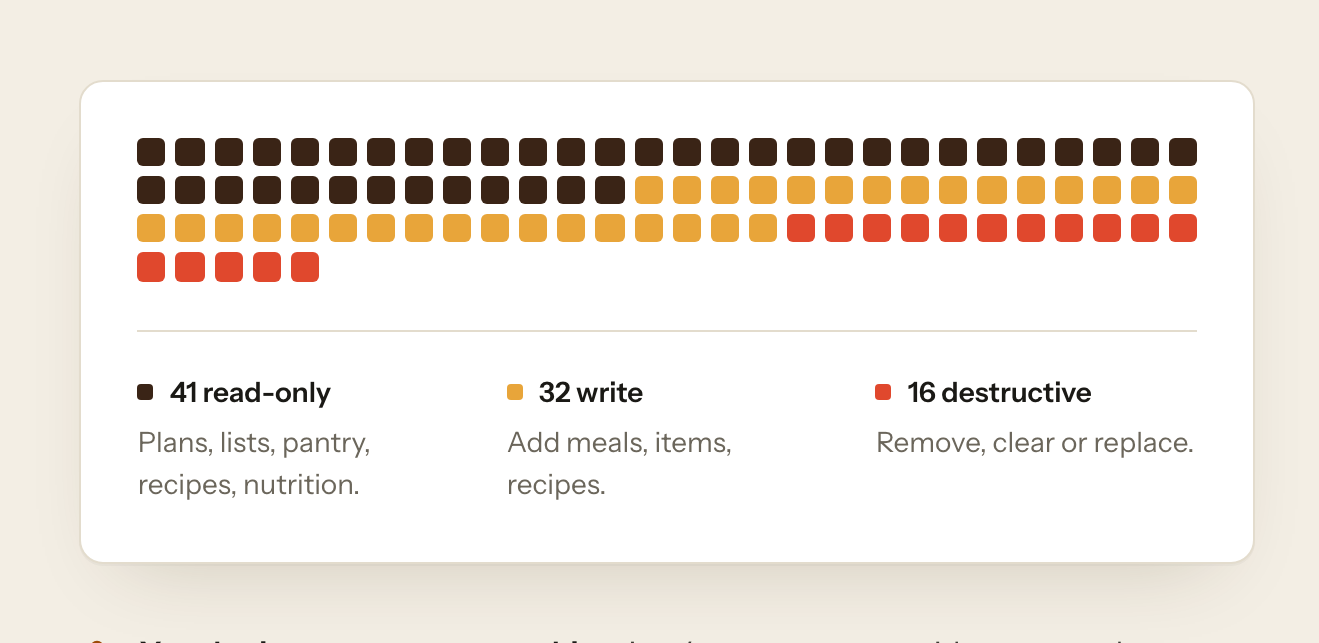 41 read-only
Plans, lists, pantry,
recipes, nutrition.
32 write
Add meals, items,
recipes.
16 destructive
Remove, clear or replace.